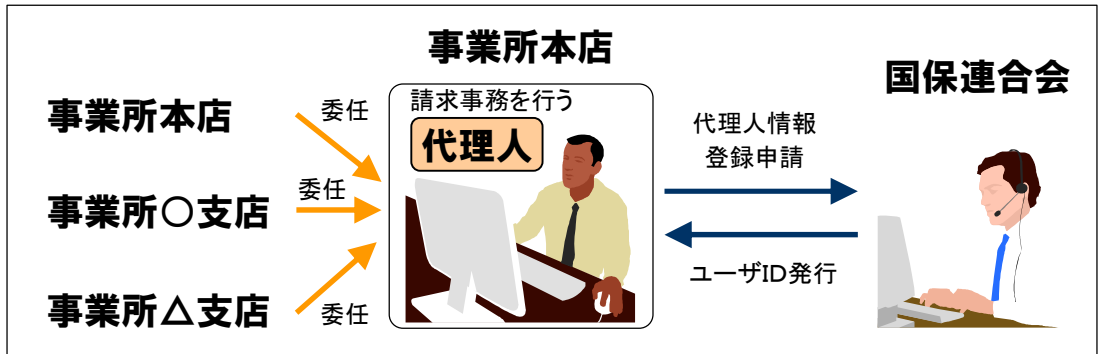 事業所本店
国保連合会
事業所本店
委任
請求事務を行う
代理人
代理人情報
登録申請
事業所○支店
委任
ユーザID発行
事業所△支店
委任